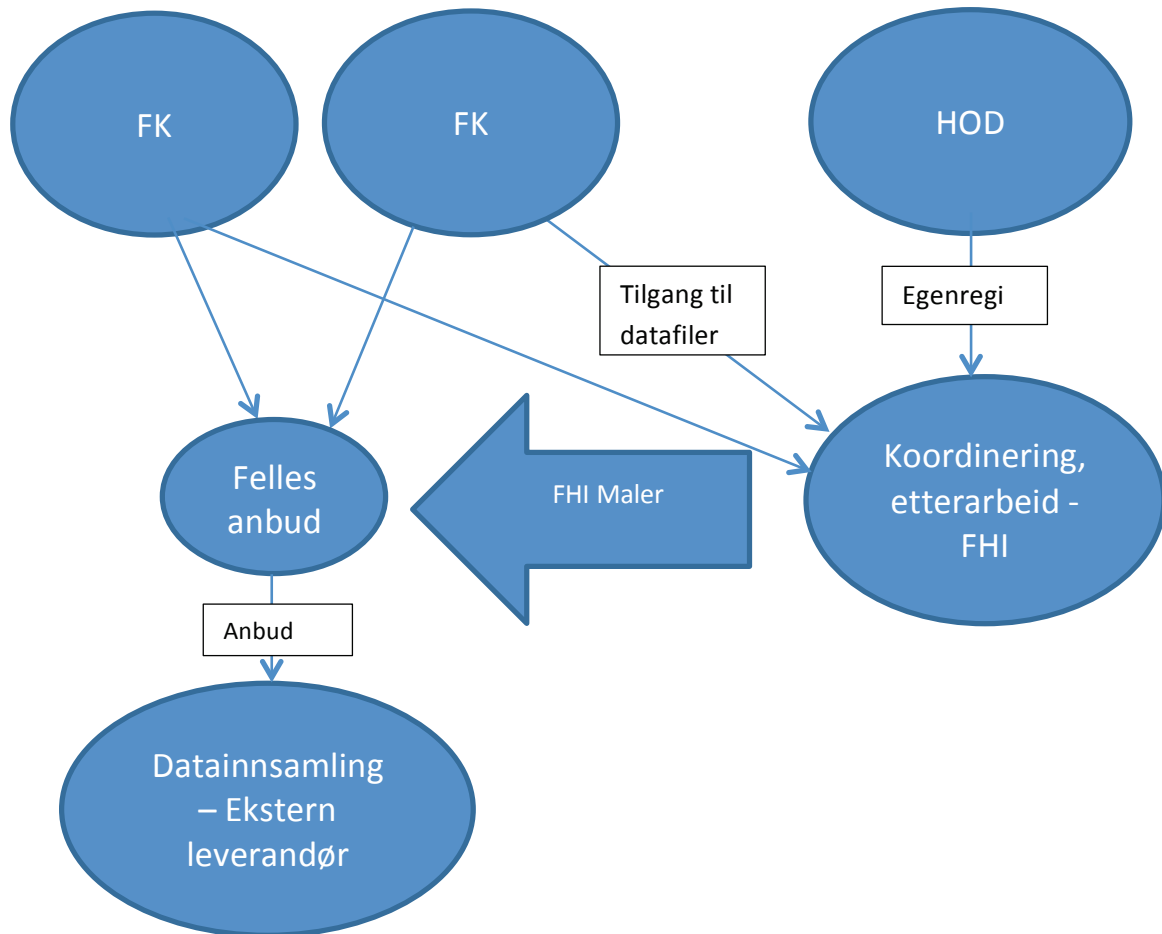 FK
FK
HOD
Tilgang til
datafiler
Egenregi
Felles
anbud
FHI Maler
Koordinering,
etterarbeid -
FHI
Anbud
Datainnsamling
– Ekstern
leverandør